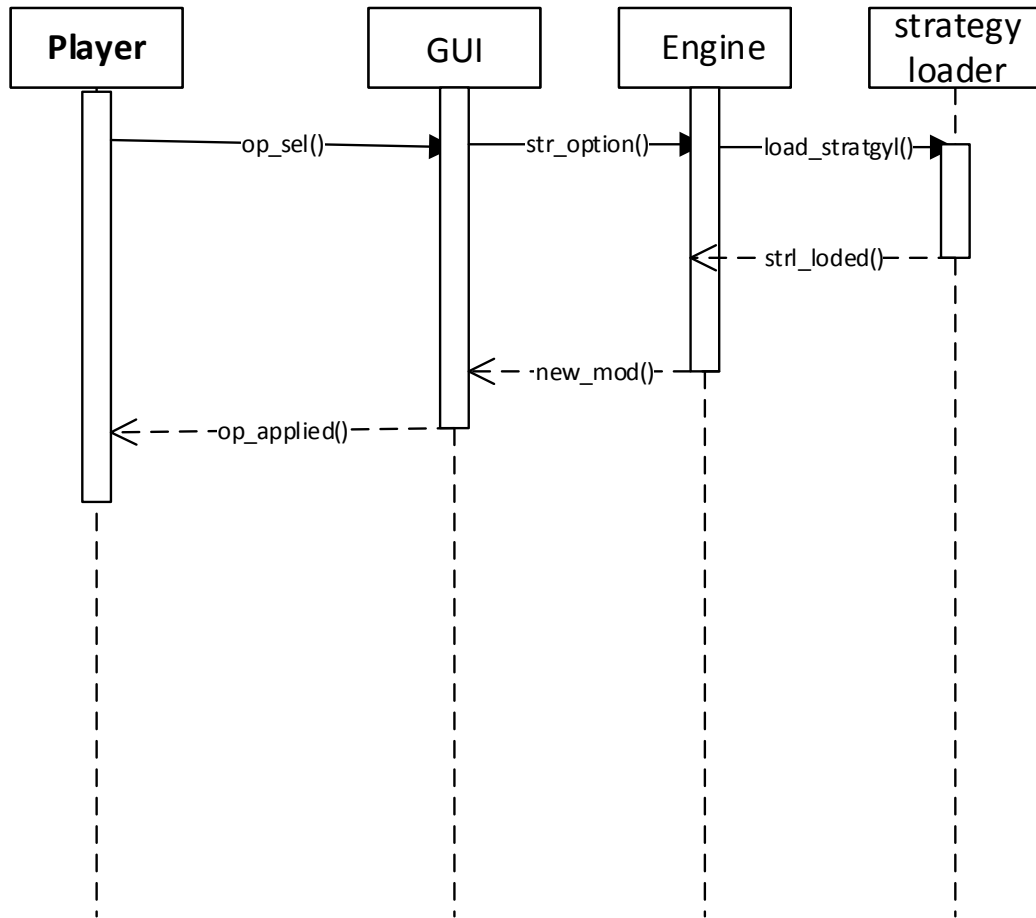 Player
GUI
Engine
strategy
loader
op_sel()
str_option()
load_stratgyl()
strl_loded()
new_mod()
op_applied()